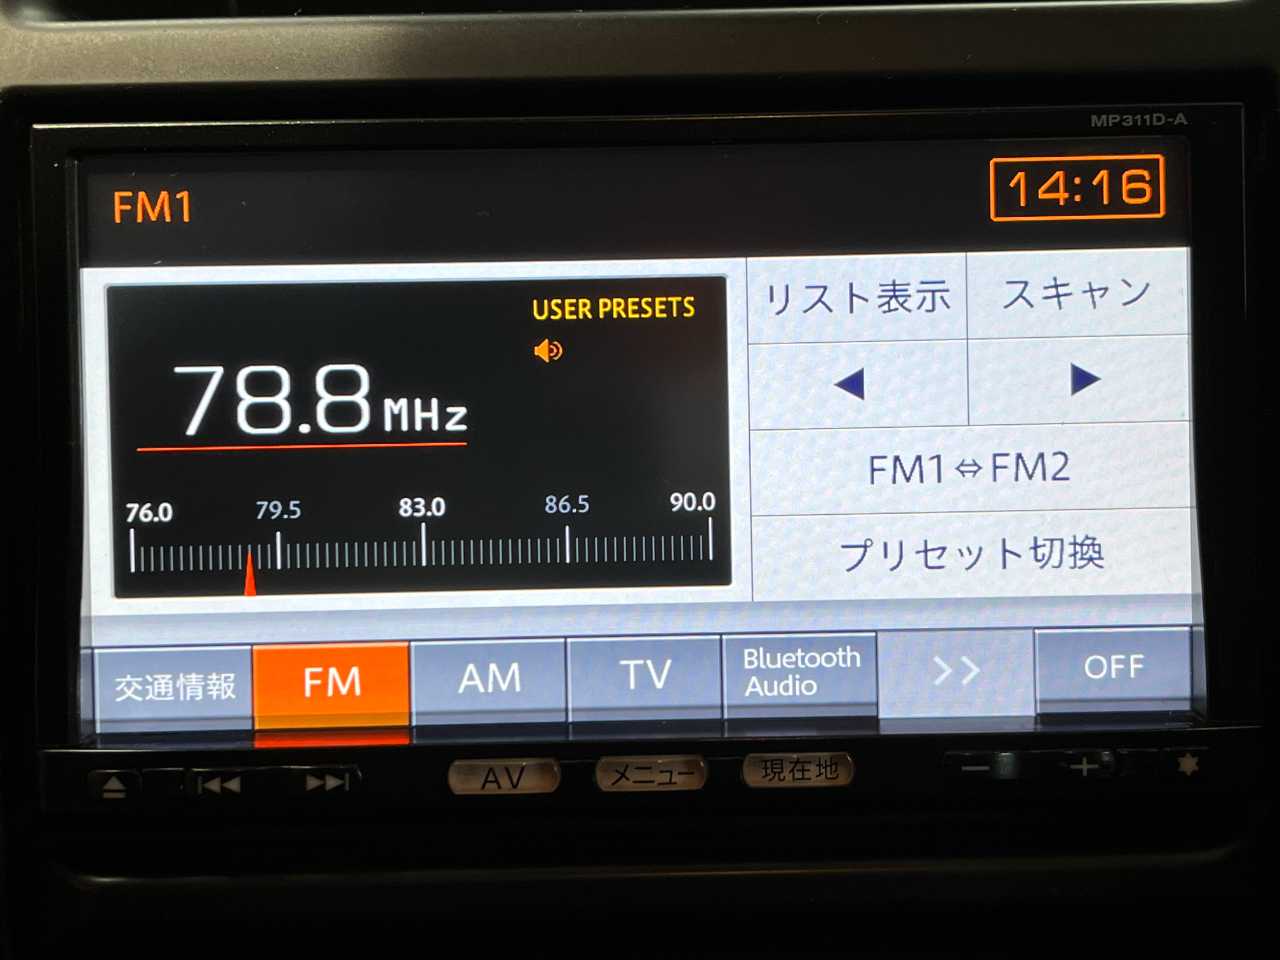 MP311D-A
FM1
14:16
USER PRESETS
78.8MHz
76.0 79.5 83.0 86.5 90.0
リスト表示 スキャン
◀ ▶
FM1⇔FM2
プリセット切換
交通情報 FM AM TV Bluetooth Audio >> OFF
AV メニュー 現在地 − +